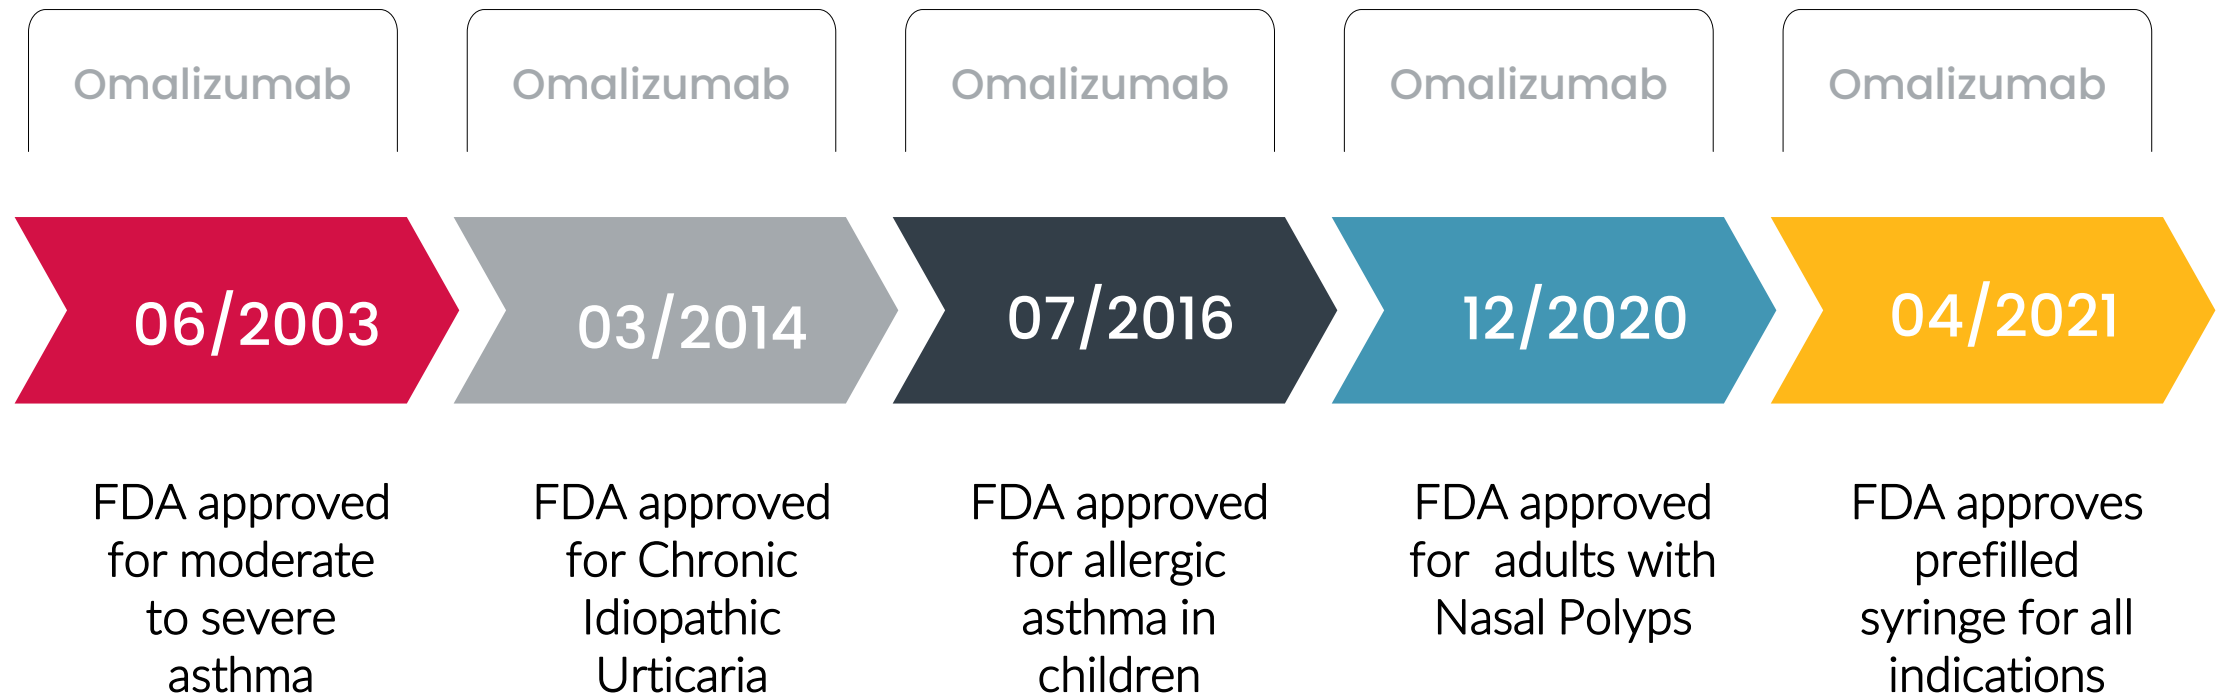 Omalizumab
Omalizumab
Omalizumab
Omalizumab
Omalizumab
06/2003
03/2014
07/2016
12/2020
04/2021
FDA approved
for moderate
to severe
asthma
FDA approved
for Chronic
Idiopathic
Urticaria
FDA approved
for allergic
asthma in
children
FDA approved
for adults with
Nasal Polyps
FDA approves
prefilled
syringe for all
indications